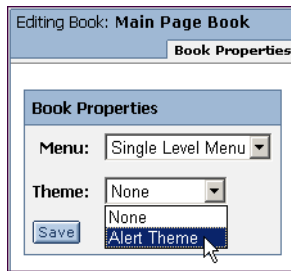 Editing Book: Main Page Book
Book Properties
Book Properties
Menu: Single Level Menu
Theme: None
None
Alert Theme
Save